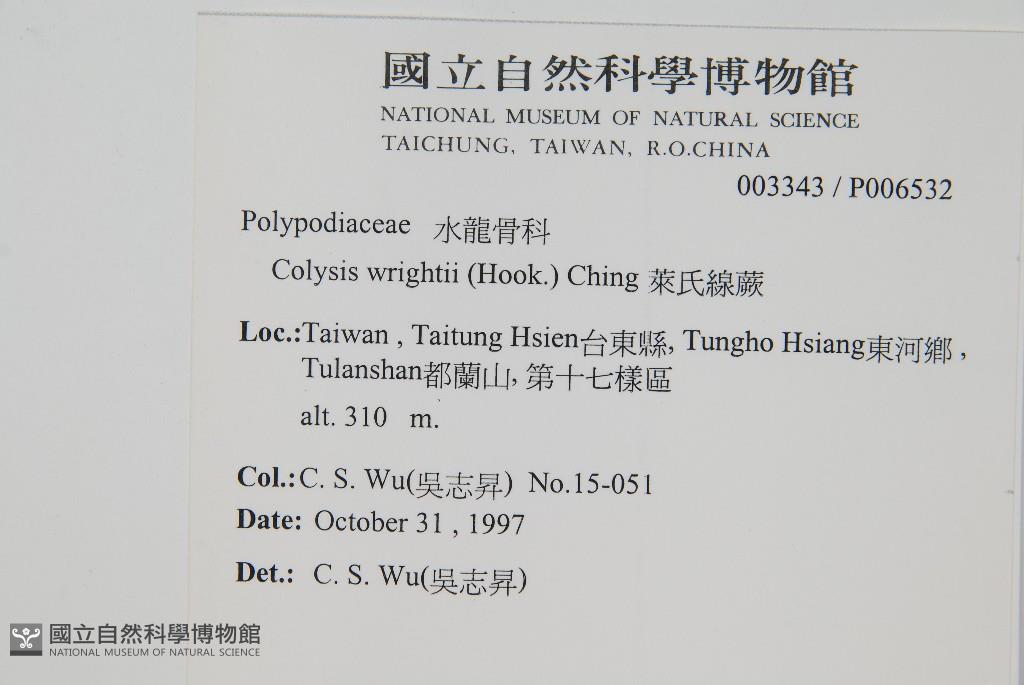 國立自然科學博物館
NATIONAL MUSEUM OF NATURAL SCIENCE
TAICHUNG, TAIWAN, R.O.CHINA
003343 / P006532
Polypodiaceae 水龍骨科
Colysis wrightii (Hook.) Ching 萊氏線蕨
Loc.:Taiwan , Taitung Hsien台東縣, Tungho Hsiang東河鄉 ,
Tulanshan都蘭山, 第十七樣區
alt. 310 m.
Col.:C. S. Wu(吳志昇) No.15-051
Date: October 31 , 1997
Det.: C. S. Wu(吳志昇)
國立自然科學博物館
NATIONAL MUSEUM OF NATURAL SCIENCE